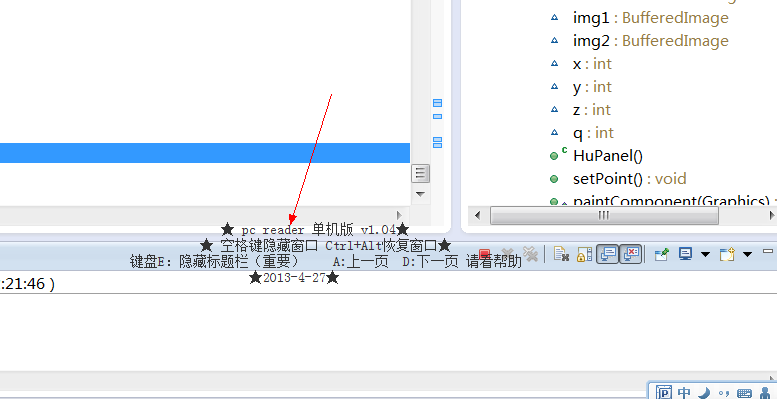 img1 : BufferedImage
img2 : BufferedImage
x : int
y : int
z : int
q : int
HuPanel()
setPoint() : void
paintComponent(Graphics) :
★ pc reader 单机版 v1.04★
★ 空格键隐藏窗口 Ctrl+Alt恢复窗口★
键盘E: 隐藏标题栏（重要） A:上一页 D:下一页 请看帮助
★2013-4-27★
:21:46 )
中